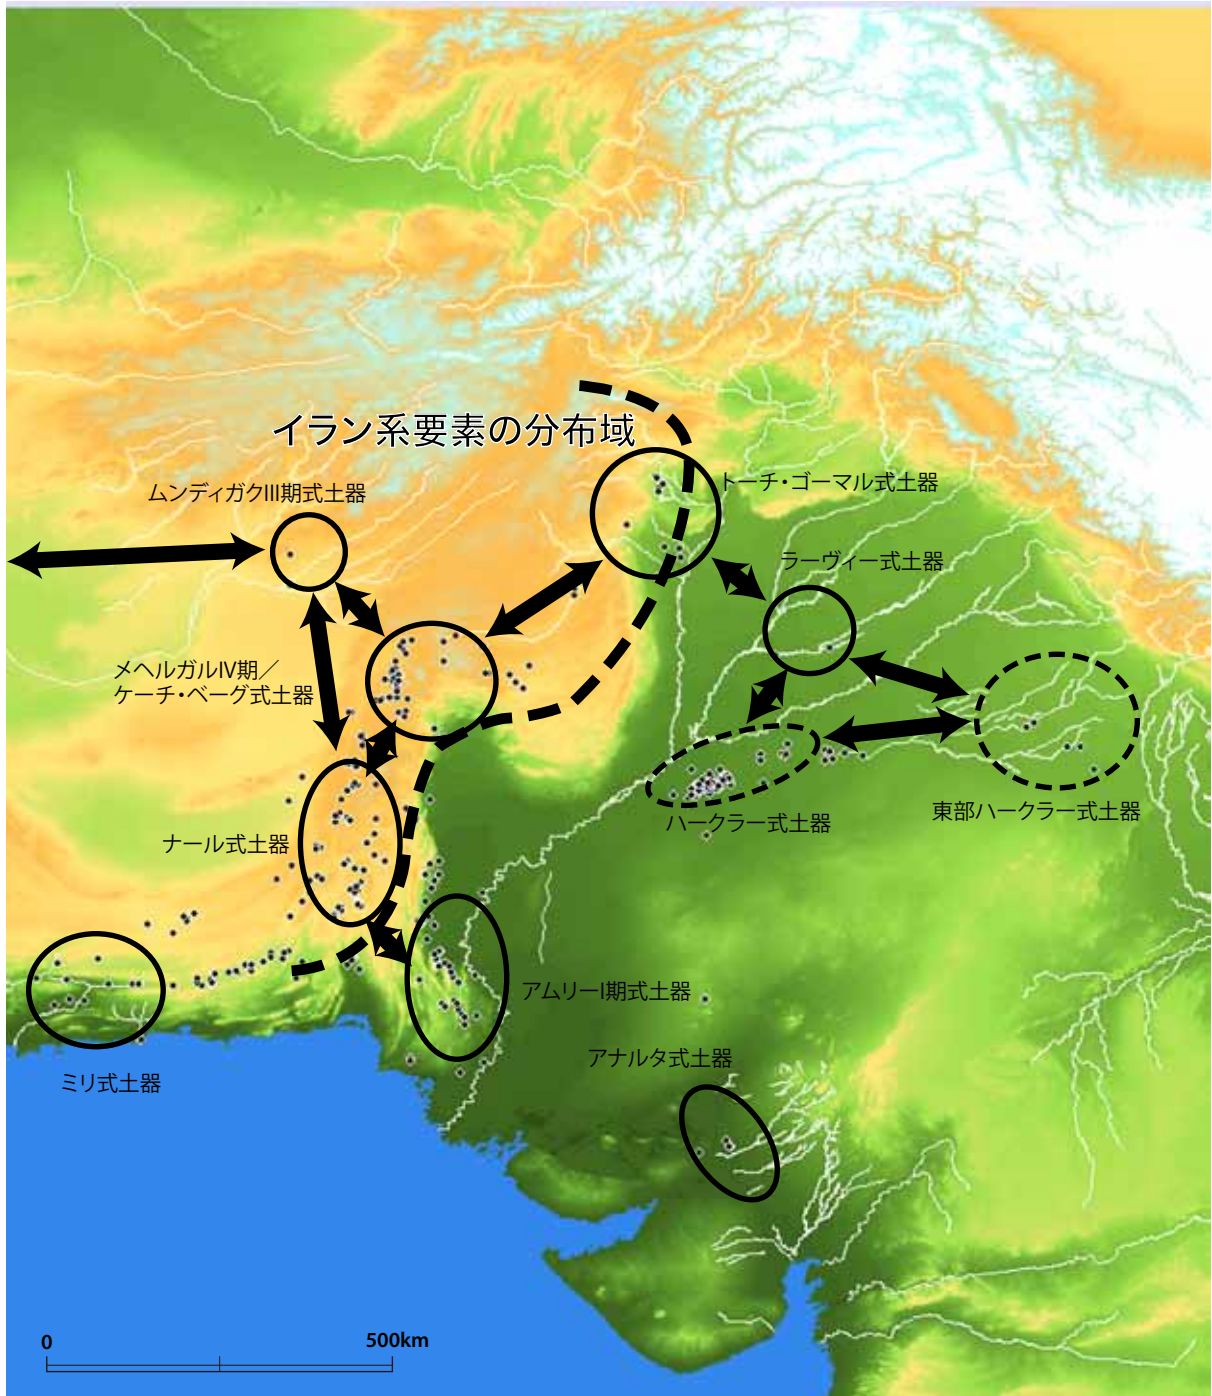 イラン系要素の分布域
ムンディガクIII期式土器
トーチ・ゴーマル式土器
ラーヴィー式土器
メヘルガルIV期／
ケーチ・ベーグ式土器
ハークラー式土器
東部ハークラー式土器
ナール式土器
アムリーI期式土器
アナルタ式土器
ミリ式土器
0
500km